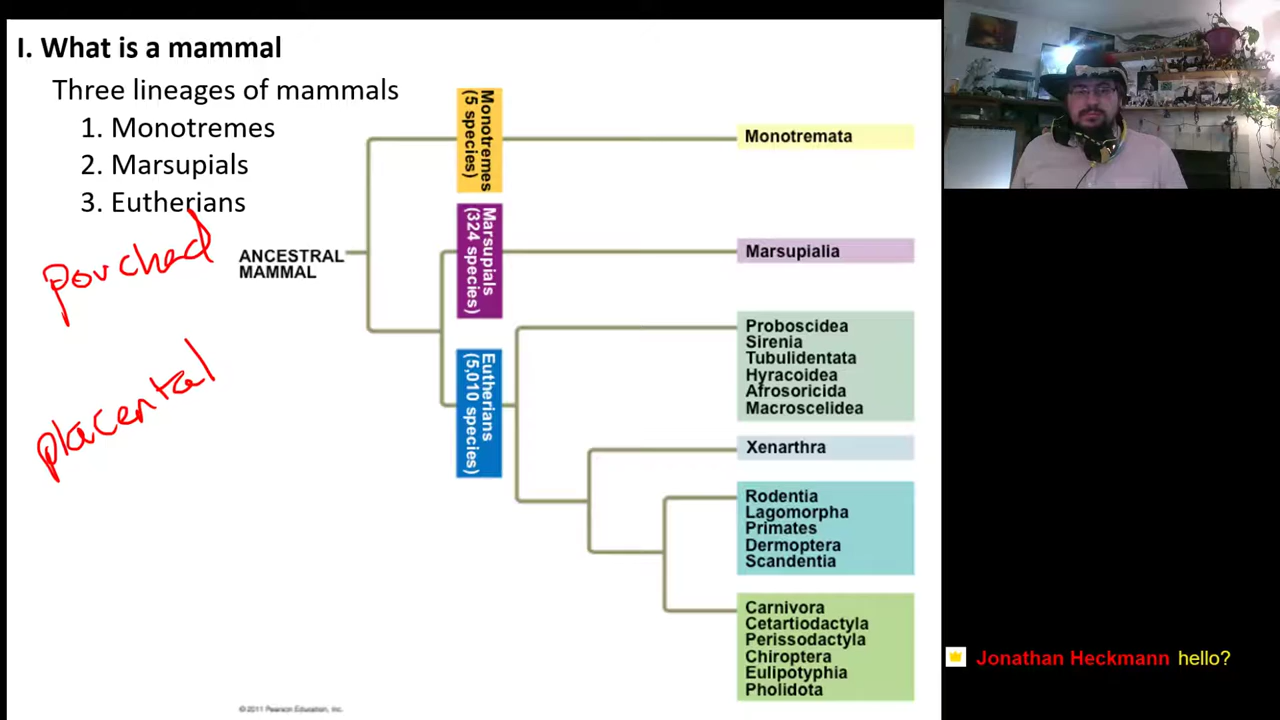 I. What is a mammal
Three lineages of mammals
1. Monotremes
2. Marsupials
3. Eutherians
pouched
placental
ANCESTRAL
MAMMAL
Monotremes
(5 species)
Marsupials
(324 species)
Eutherians
(5,010 species)
Monotremata
Marsupialia
Proboscidea
Sirenia
Tubulidentata
Hyracoidea
Afrosoricida
Macroscelidea
Xenarthra
Rodentia
Lagomorpha
Primates
Dermoptera
Scandentia
Carnivora
Cetartiodactyla
Perissodactyla
Chiroptera
Eulipotyphia
Pholidota
© 2011 Pearson Education, Inc.
Jonathan Heckmann hello?